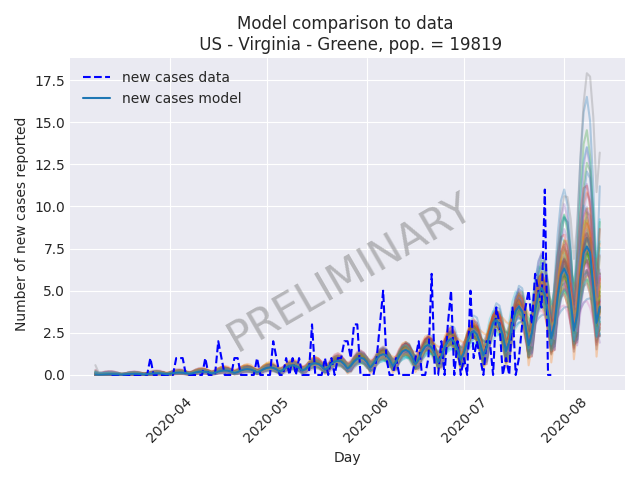 Model comparison to data
US - Virginia - Greene, pop. = 19819
new cases data
new cases model
Number of new cases reported
17.5
15.0
12.5
10.0
7.5
5.0
2.5
0.0
PRELIMINARY
2020-04
2020-05
2020-06
2020-07
2020-08
Day